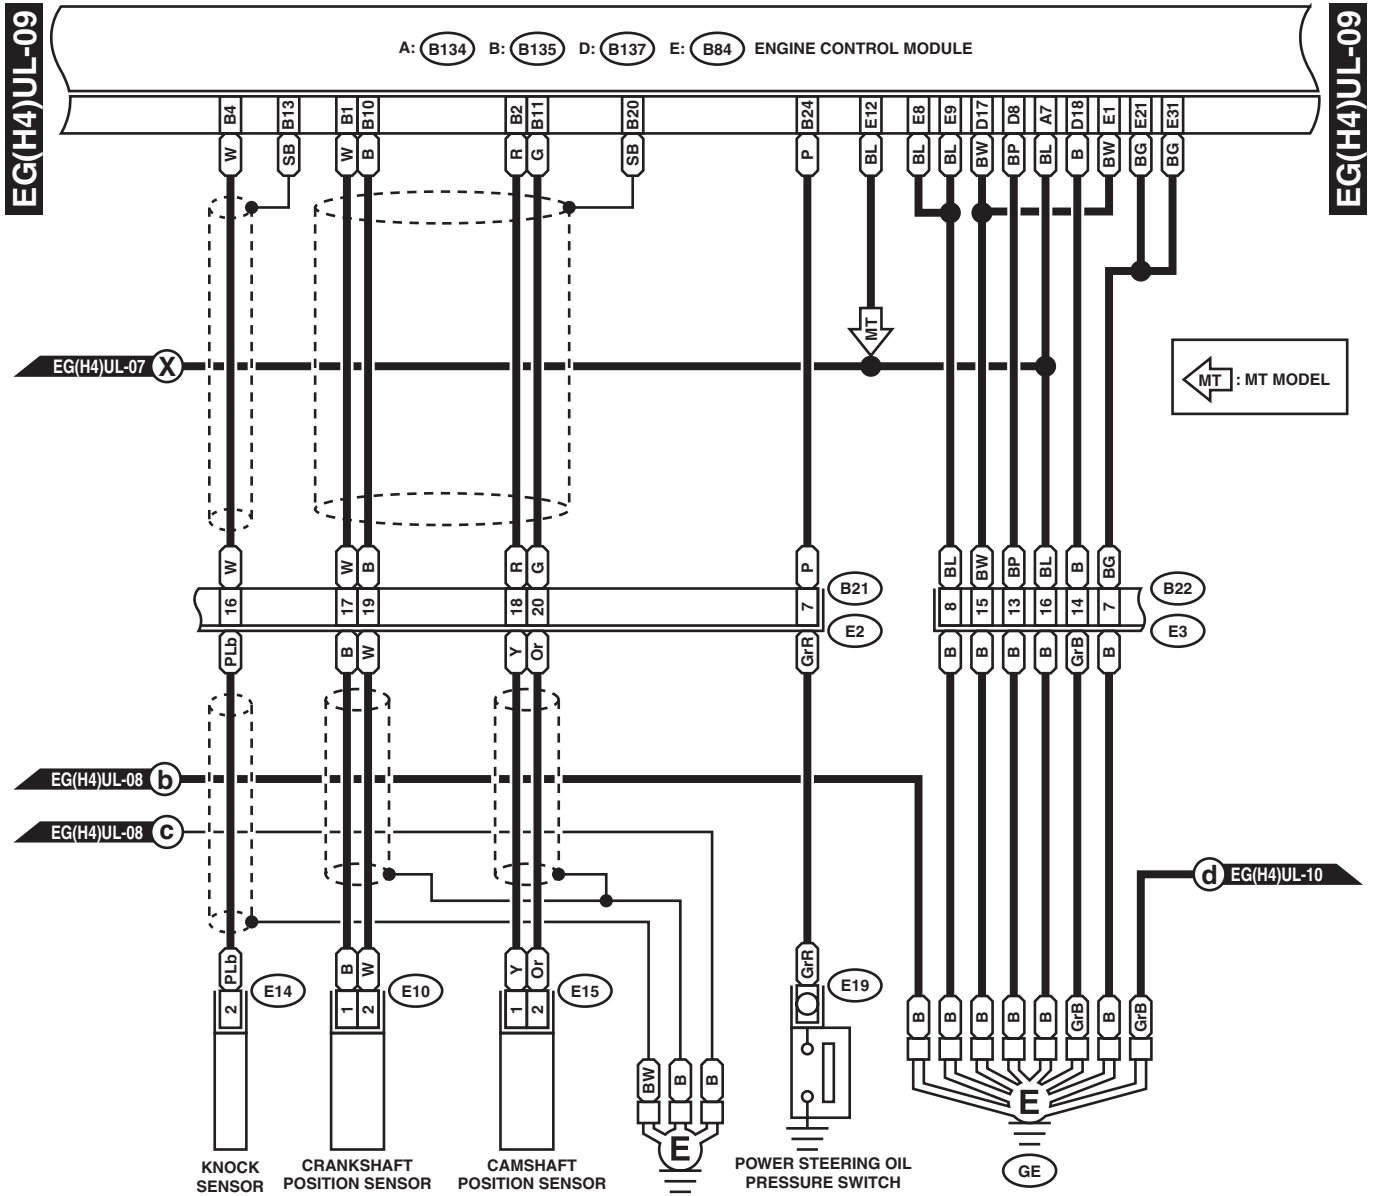 EG(H4)UL-09
EG(H4)UL-09
A: B134 B: B135 D: B137 E: B84 ENGINE CONTROL MODULE
B4 B13 B1 B10 B2 B11 B20 B24 E12 E8 E9 D17 D8 A7 D18 E1 E21 E31
W SB W B R G SB P BL BL BL BW BP BL B BW BG BG
MT
EG(H4)UL-07 X
MT : MT MODEL
W W B R G P BL BW BP BL B BG
B21 B22
16 17 19 18 20 7 8 15 13 16 14 7
E2 E3
PLb B W Y Or GrR B B B B GrB B
EG(H4)UL-08 b
EG(H4)UL-08 c
d EG(H4)UL-10
PLb B W Y Or GrR
E14 E10 E15 E19
2 1 2 1 2
B B B B B GrB B GrB
BW B B
E
E
KNOCK
SENSOR
CRANKSHAFT
POSITION SENSOR
CAMSHAFT
POSITION SENSOR
POWER STEERING OIL
PRESSURE SWITCH
GE